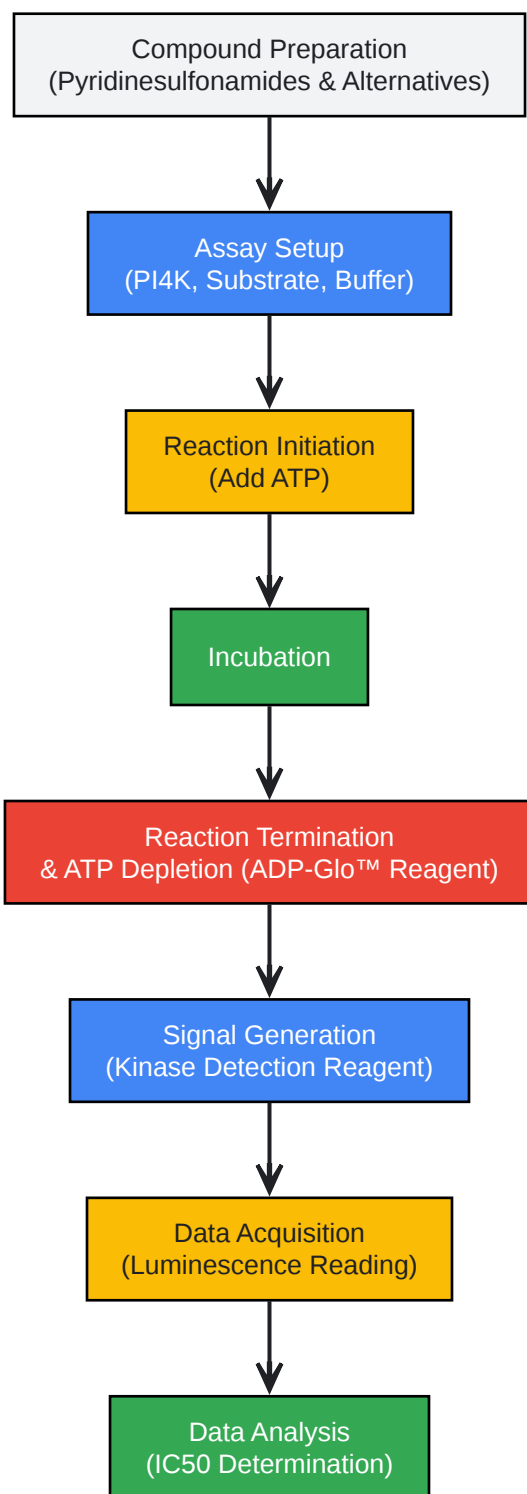 Compound Preparation
(Pyridinesulfonamides & Alternatives)
Assay Setup
(PI4K, Substrate, Buffer)
Reaction Initiation
(Add ATP)
Incubation
Reaction Termination
& ATP Depletion (ADP-Glo™ Reagent)
Signal Generation
(Kinase Detection Reagent)
Data Acquisition
(Luminescence Reading)
Data Analysis
(IC50 Determination)